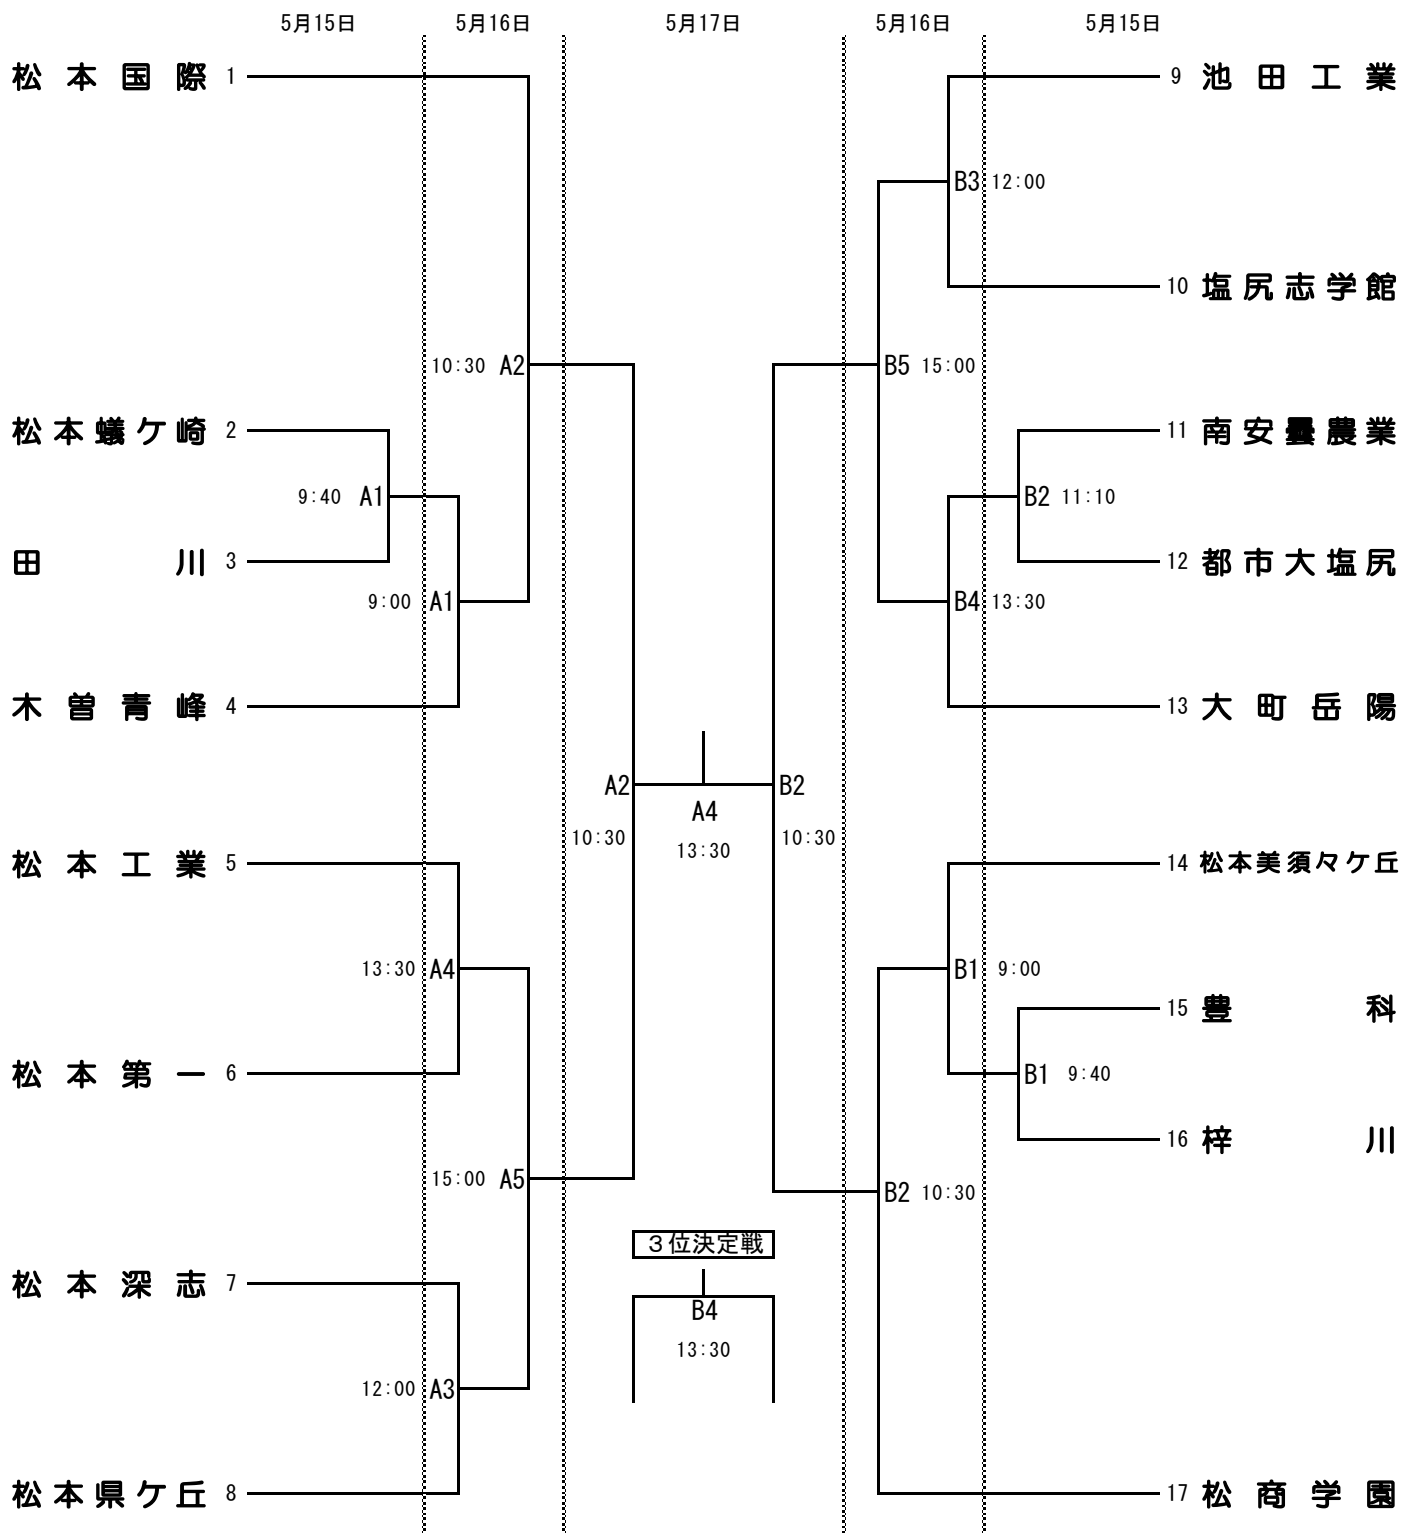 5月15日 5月16日 5月17日 5月16日 5月15日
松本国際 1
9 池田工業
B3 12:00
10 塩尻志学館
10:30 A2
B5 15:00
松本蟻ケ崎 2
11 南安曇農業
9:40 A1
B2 11:10
田川 3
12 都市大塩尻
9:00 A1
B4 13:30
木曽青峰 4
13 大町岳陽
A2
B2
A4
10:30
13:30
10:30
松本工業 5
14 松本美須々ケ丘
13:30 A4
B1 9:00
15 豊科
松本第一 6
B1 9:40
16 梓川
15:00 A5
B2 10:30
3位決定戦
松本深志 7
B4
13:30
12:00 A3
松本県ケ丘 8
17 松商学園